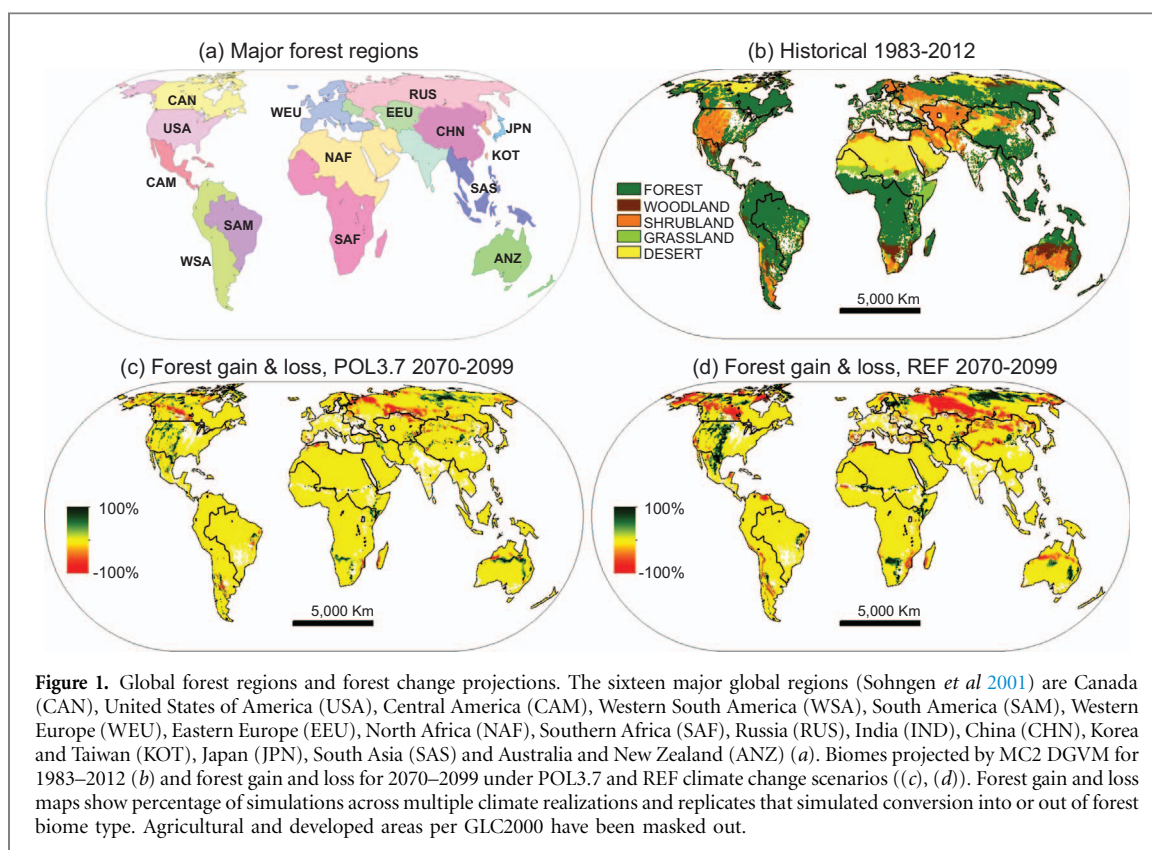 (a) Major forest regions
(b) Historical 1983-2012
CAN
RUS
WEU
EEU
USA
CHN
JPN
NAF
KOT
CAM
SAS
SAM
SAF
WSA
ANZ
FOREST
WOODLAND
SHRUBLAND
GRASSLAND
DESERT
5,000 Km
(c) Forest gain & loss, POL3.7 2070-2099
(d) Forest gain & loss, REF 2070-2099
100%
-100%
5,000 Km
100%
-100%
5,000 Km
Figure 1. Global forest regions and forest change projections. The sixteen major global regions (Sohngen et al 2001) are Canada
(CAN), United States of America (USA), Central America (CAM), Western South America (WSA), South America (SAM), Western
Europe (WEU), Eastern Europe (EEU), North Africa (NAF), Southern Africa (SAF), Russia (RUS), India (IND), China (CHN), Korea
and Taiwan (KOT), Japan (JPN), South Asia (SAS) and Australia and New Zealand (ANZ) (a). Biomes projected by MC2 DGVM for
1983–2012 (b) and forest gain and loss for 2070–2099 under POL3.7 and REF climate change scenarios ((c), (d)). Forest gain and loss
maps show percentage of simulations across multiple climate realizations and replicates that simulated conversion into or out of forest
biome type. Agricultural and developed areas per GLC2000 have been masked out.